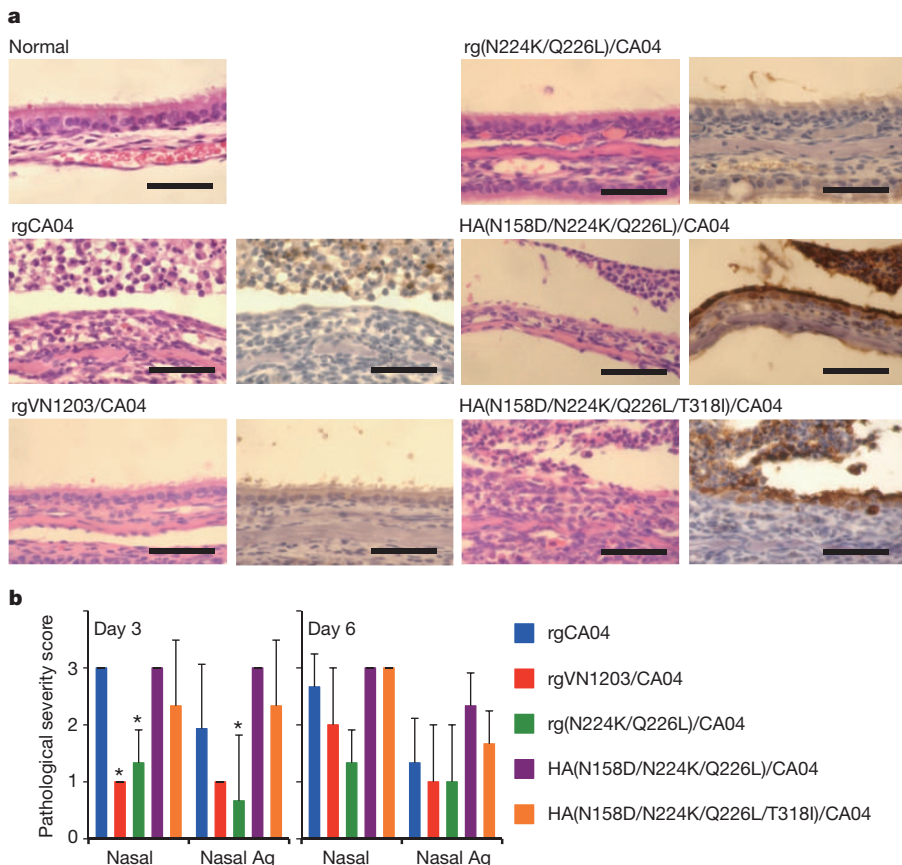 a
Normal
rg(N224K/Q226L)/CA04
rgCA04
HA(N158D/N224K/Q226L)/CA04
rgVN1203/CA04
HA(N158D/N224K/Q226L/T318I)/CA04
b
Pathological severity score
3
2
1
0
Day 3
*
*
*
Nasal
Nasal Ag
Day 6
Nasal
Nasal Ag
rgCA04
rgVN1203/CA04
rg(N224K/Q226L)/CA04
HA(N158D/N224K/Q226L)/CA04
HA(N158D/N224K/Q226L/T318I)/CA04